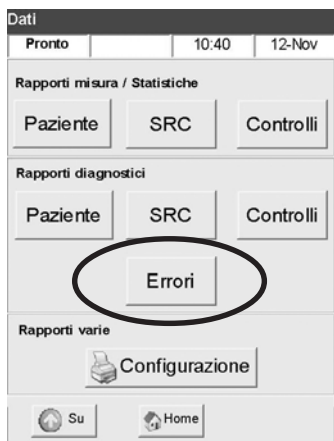 Dati
Pronto 10:40 12-Nov
Rapporti misura / Statistiche
Paziente SRC Controlli
Rapporti diagnostici
Paziente SRC Controlli
Errori
Rapporti varie
Configurazione
Su Home